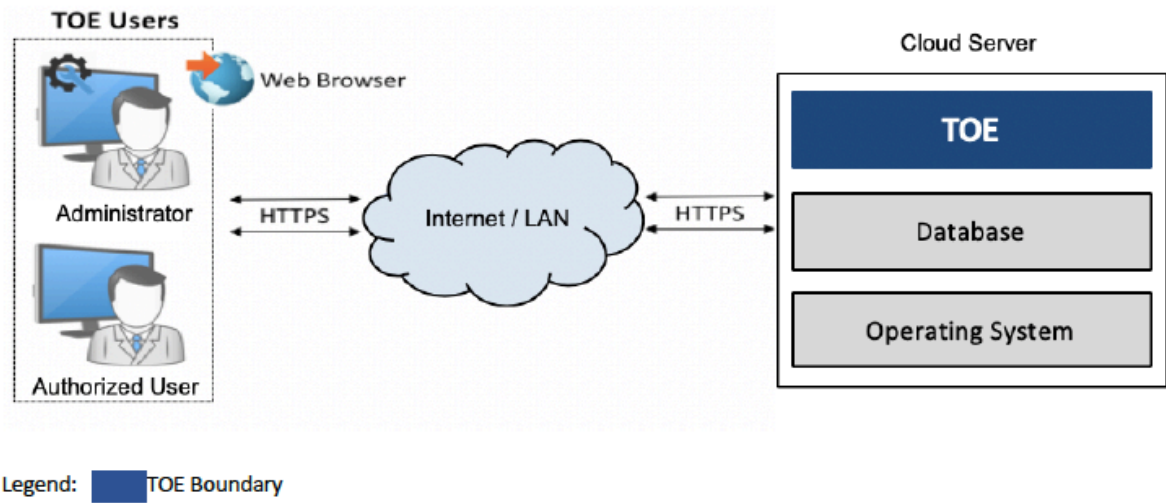 TOE Users
Web Browser
Administrator
Authorized User
HTTPS
Internet / LAN
HTTPS
Cloud Server
TOE
Database
Operating System
Legend: TOE Boundary